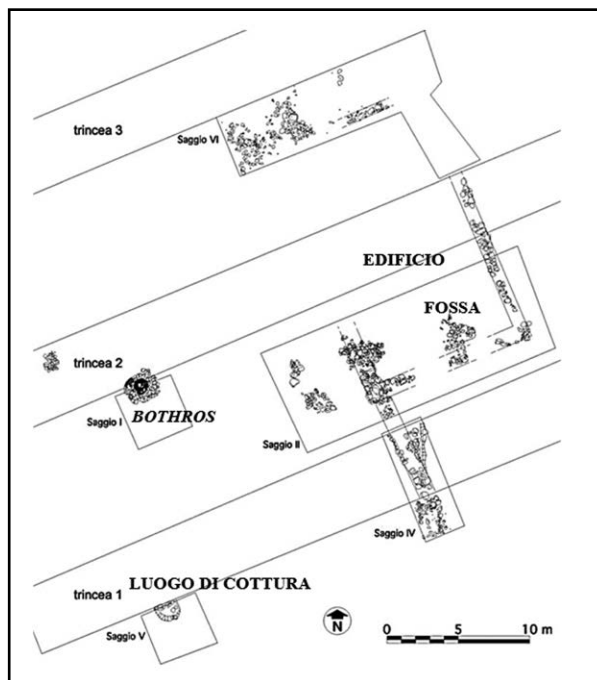 trincea 3
Saggio VI
EDIFICIO
FOSSA
trincea 2
Saggio I
BOTHROS
Saggio II
Saggio IV
trincea 1
LUOGO DI COTTURA
Saggio V
N
0 5 10 m